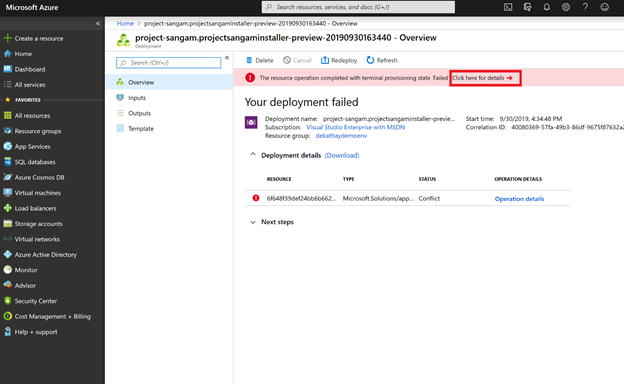 Microsoft Azure
Search resources, services, and docs (G+/)
Create a resource
Home
Dashboard
All services
FAVORITES
All resources
Resource groups
App Services
SQL databases
Azure Cosmos DB
Virtual machines
Load balancers
Storage accounts
Virtual networks
Azure Active Directory
Monitor
Advisor
Security Center
Cost Management + Billing
Help + support
Home > project-sangam.projectsangaminstaller-preview-20190930163440 - Overview
project-sangam.projectsangaminstaller-preview-20190930163440 - Overview
Deployment
Search (Ctrl+/)
Overview
Inputs
Outputs
Template
Delete Cancel Redeploy Refresh
The resource operation completed with terminal provisioning state 'Failed'. Click here for details →
Your deployment failed
Deployment name: project-sangam.projectsangaminstaller-previe...
Subscription: Visual Studio Enterprise with MSDN
Resource group: dekathaydemoenv
Start time: 9/30/2019, 4:34:48 PM
Correlation ID: 40080369-57fa-49b3-86df-9675f87632a2
Deployment details (Download)
RESOURCE TYPE STATUS OPERATION DETAILS
6f648f39def24bb6b662... Microsoft.Solutions/app... Conflict Operation details
Next steps